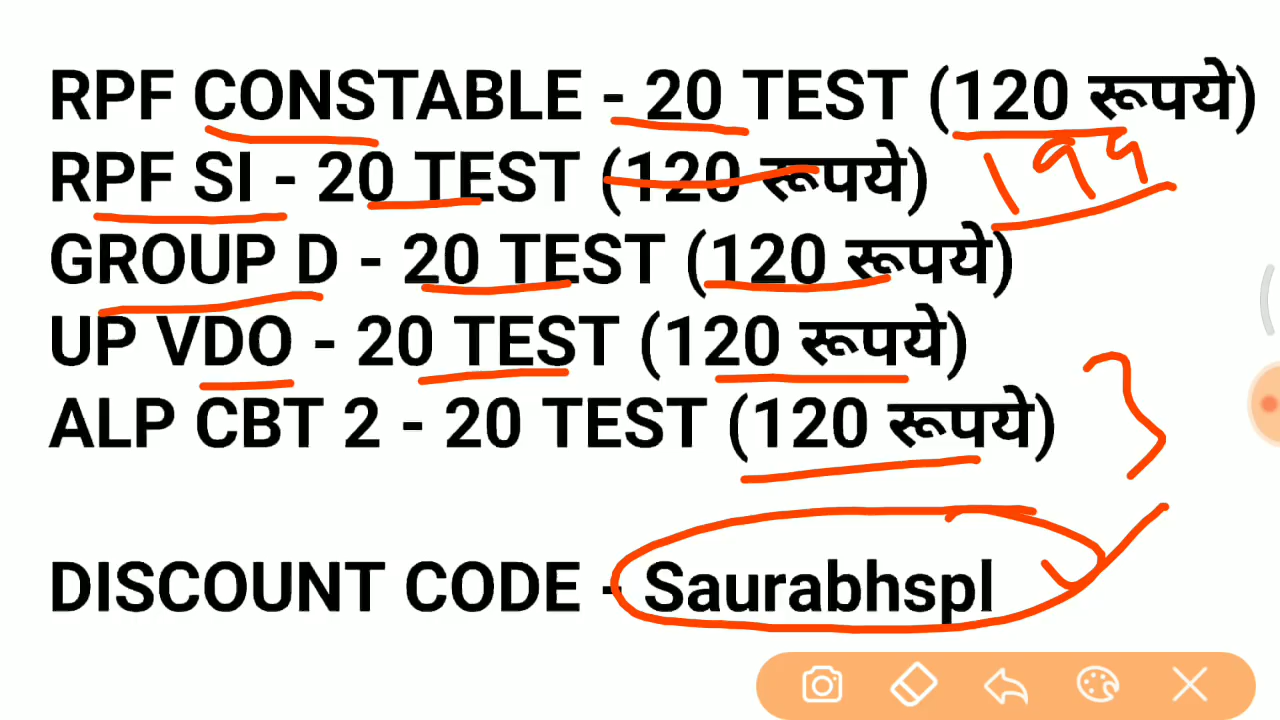 RPF CONSTABLE - 20 TEST (120 रूपये)
RPF SI - 20 TEST (120 रूपये)
199
GROUP D - 20 TEST (120 रूपये)
UP VDO - 20 TEST (120 रूपये)
ALP CBT 2 - 20 TEST (120 रूपये)
DISCOUNT CODE - Saurabhspl